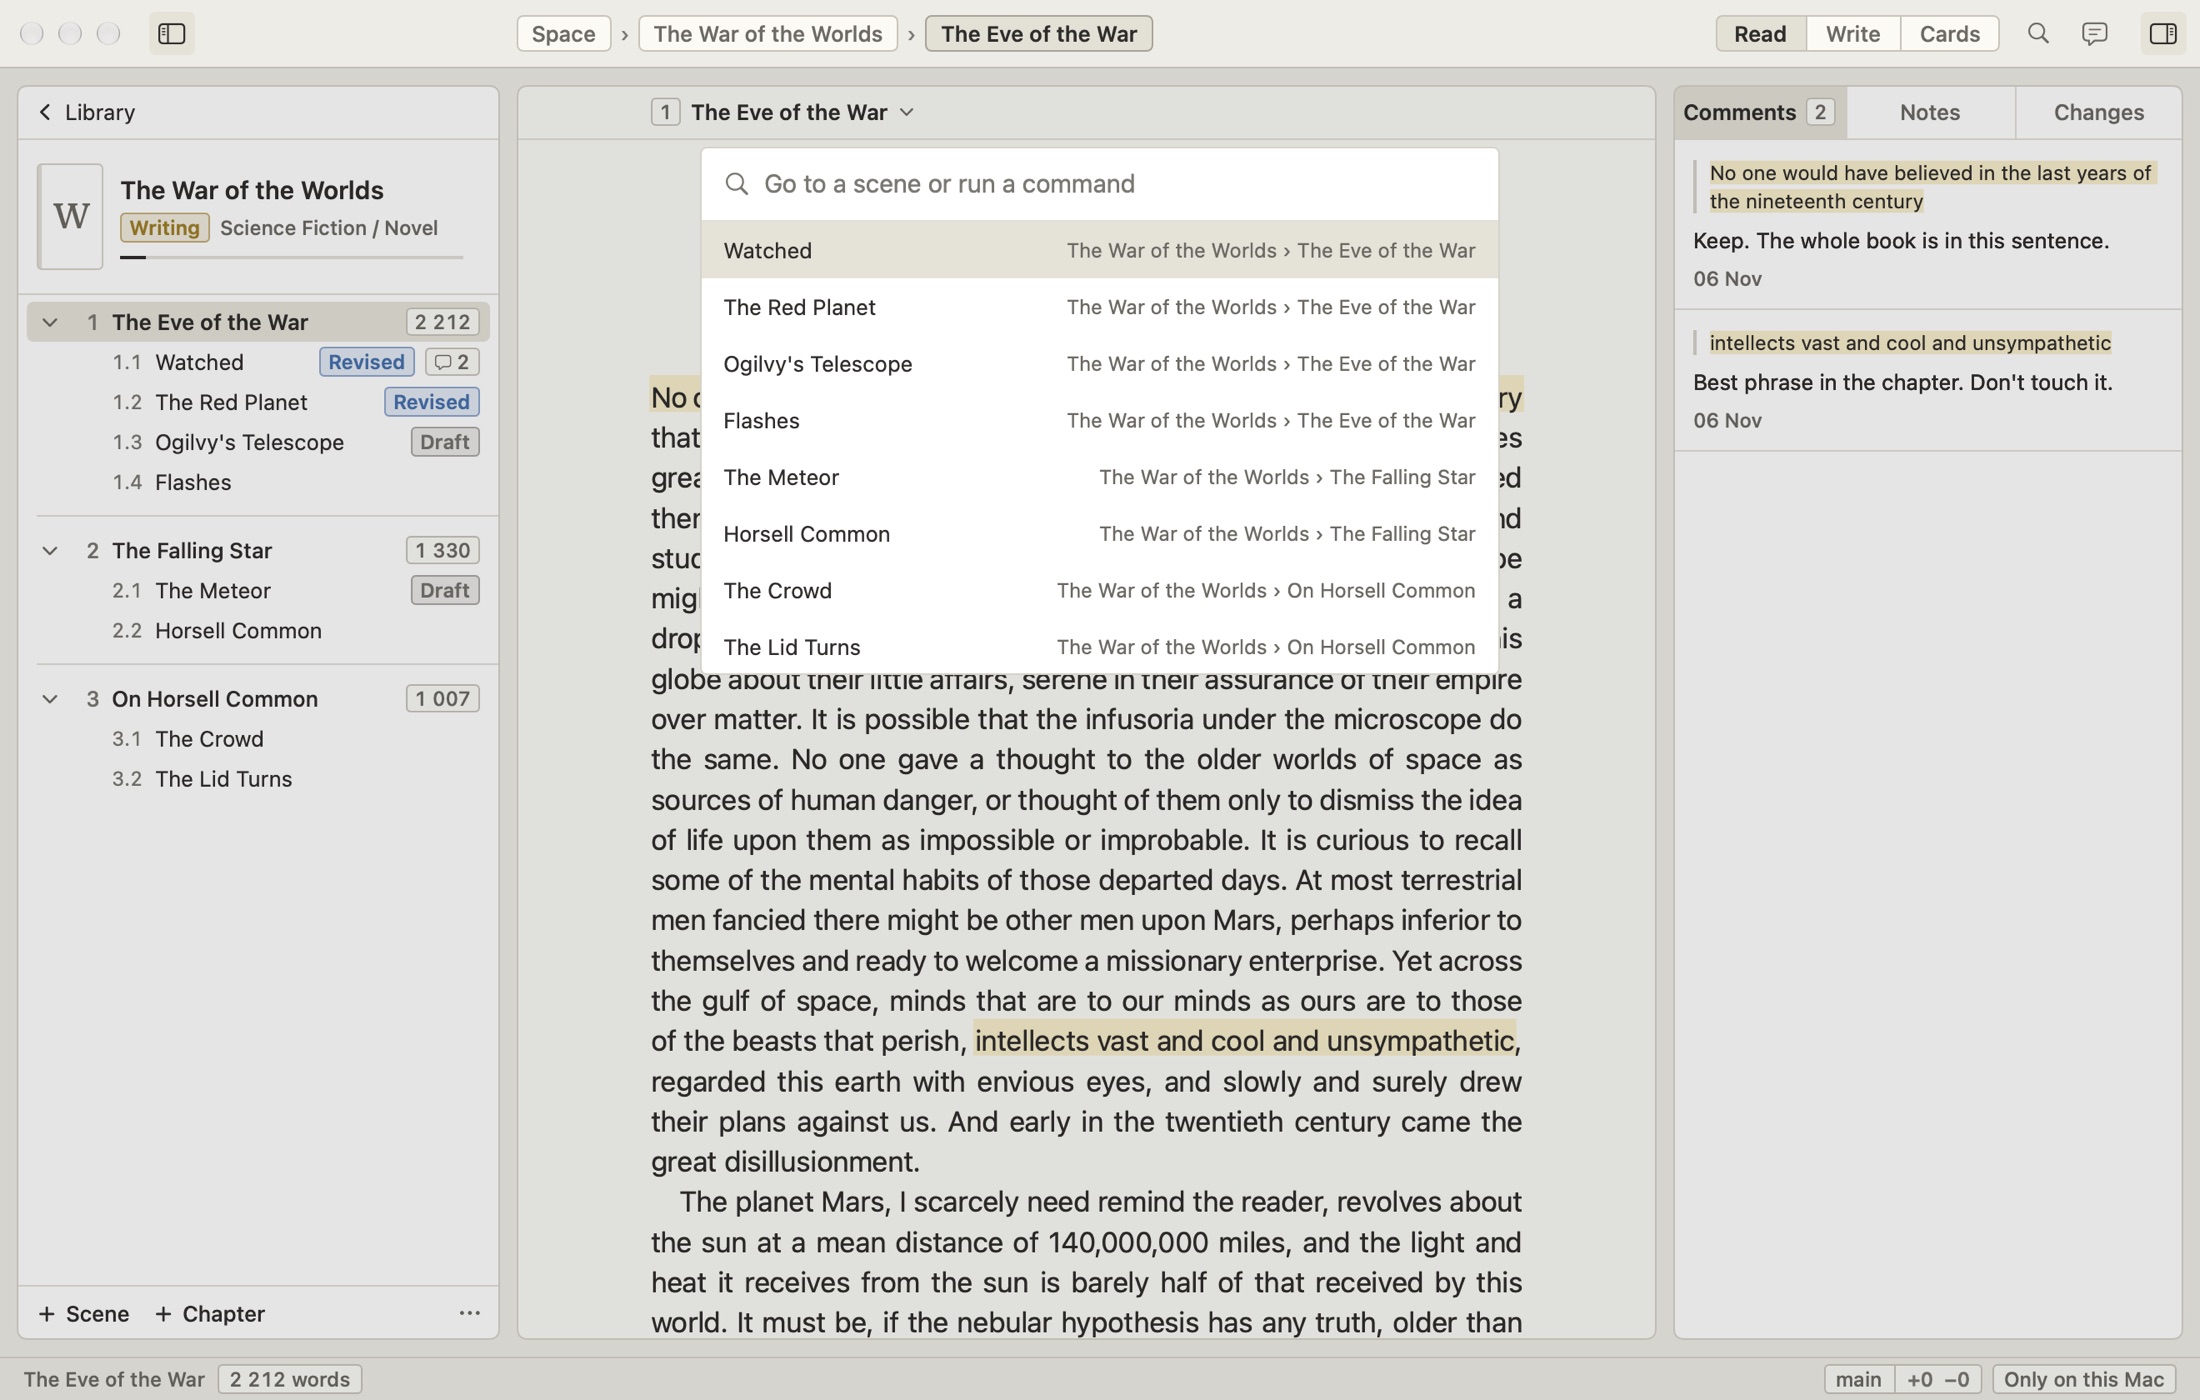 Space › The War of the Worlds › The Eve of the War
Read Write Cards
Library
W
The War of the Worlds
Writing Science Fiction / Novel
1 The Eve of the War 2 212
1.1 Watched Revised 2
1.2 The Red Planet Revised
1.3 Ogilvy's Telescope Draft
1.4 Flashes
2 The Falling Star 1 330
2.1 The Meteor Draft
2.2 Horsell Common
3 On Horsell Common 1 007
3.1 The Crowd
3.2 The Lid Turns
+ Scene + Chapter ···
1 The Eve of the War
Go to a scene or run a command
Watched The War of the Worlds › The Eve of the War
The Red Planet The War of the Worlds › The Eve of the War
Ogilvy's Telescope The War of the Worlds › The Eve of the War
Flashes The War of the Worlds › The Eve of the War
The Meteor The War of the Worlds › The Falling Star
Horsell Common The War of the Worlds › The Falling Star
The Crowd The War of the Worlds › On Horsell Common
The Lid Turns The War of the Worlds › On Horsell Common
No
that
a
globe about their little affairs, serene in their assurance of their empire
over matter. It is possible that the infusoria under the microscope do
the same. No one gave a thought to the older worlds of space as
sources of human danger, or thought of them only to dismiss the idea
of life upon them as impossible or improbable. It is curious to recall
some of the mental habits of those departed days. At most terrestrial
men fancied there might be other men upon Mars, perhaps inferior to
themselves and ready to welcome a missionary enterprise. Yet across
the gulf of space, minds that are to our minds as ours are to those
of the beasts that perish, intellects vast and cool and unsympathetic,
regarded this earth with envious eyes, and slowly and surely drew
their plans against us. And early in the twentieth century came the
great disillusionment.
The planet Mars, I scarcely need remind the reader, revolves about
the sun at a mean distance of 140,000,000 miles, and the light and
heat it receives from the sun is barely half of that received by this
world. It must be, if the nebular hypothesis has any truth, older than
Comments 2 Notes Changes
No one would have believed in the last years of
the nineteenth century
Keep. The whole book is in this sentence.
06 Nov
intellects vast and cool and unsympathetic
Best phrase in the chapter. Don't touch it.
06 Nov
The Eve of the War 2 212 words
main +0 −0 Only on this Mac